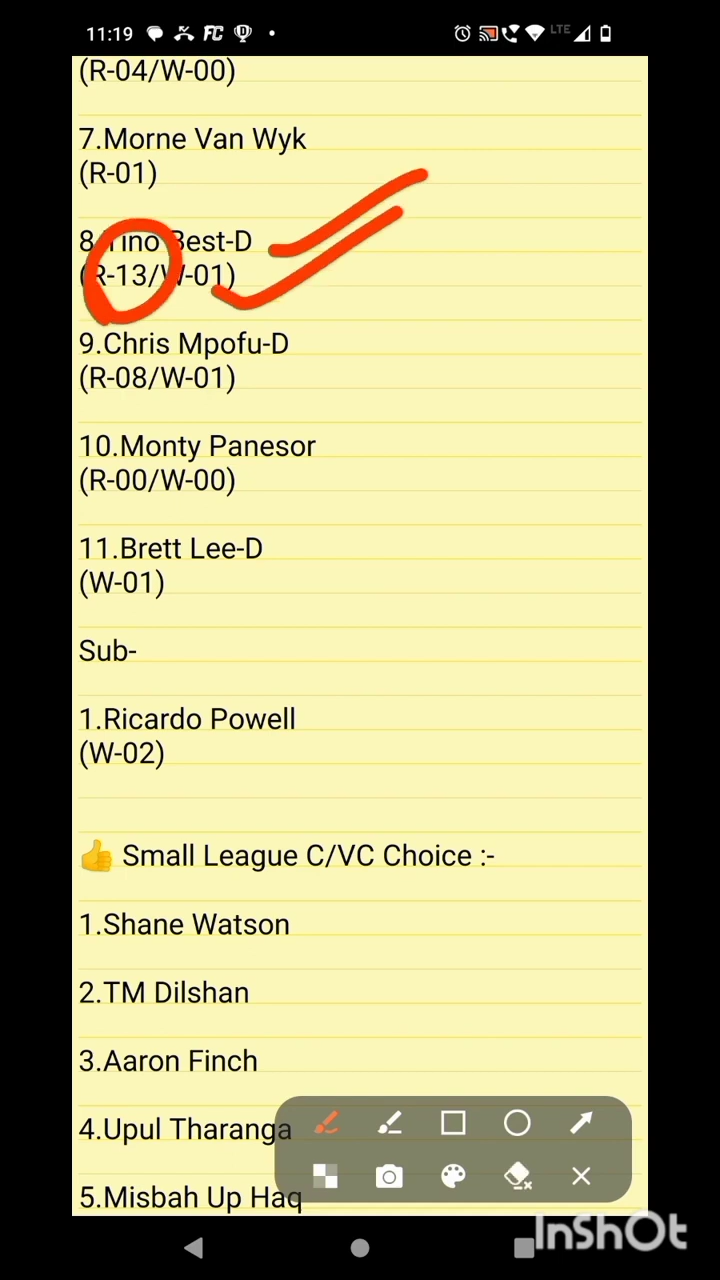 11:19 FC LTE
(R-04/W-00)
7.Morne Van Wyk
(R-01)
8.Tino Best-D
(R-13/W-01)
9.Chris Mpofu-D
(R-08/W-01)
10.Monty Panesor
(R-00/W-00)
11.Brett Lee-D
(W-01)
Sub-
1.Ricardo Powell
(W-02)
👍 Small League C/VC Choice :-
1.Shane Watson
2.TM Dilshan
3.Aaron Finch
4.Upul Tharanga
5.Misbah Up Haq
InShOt